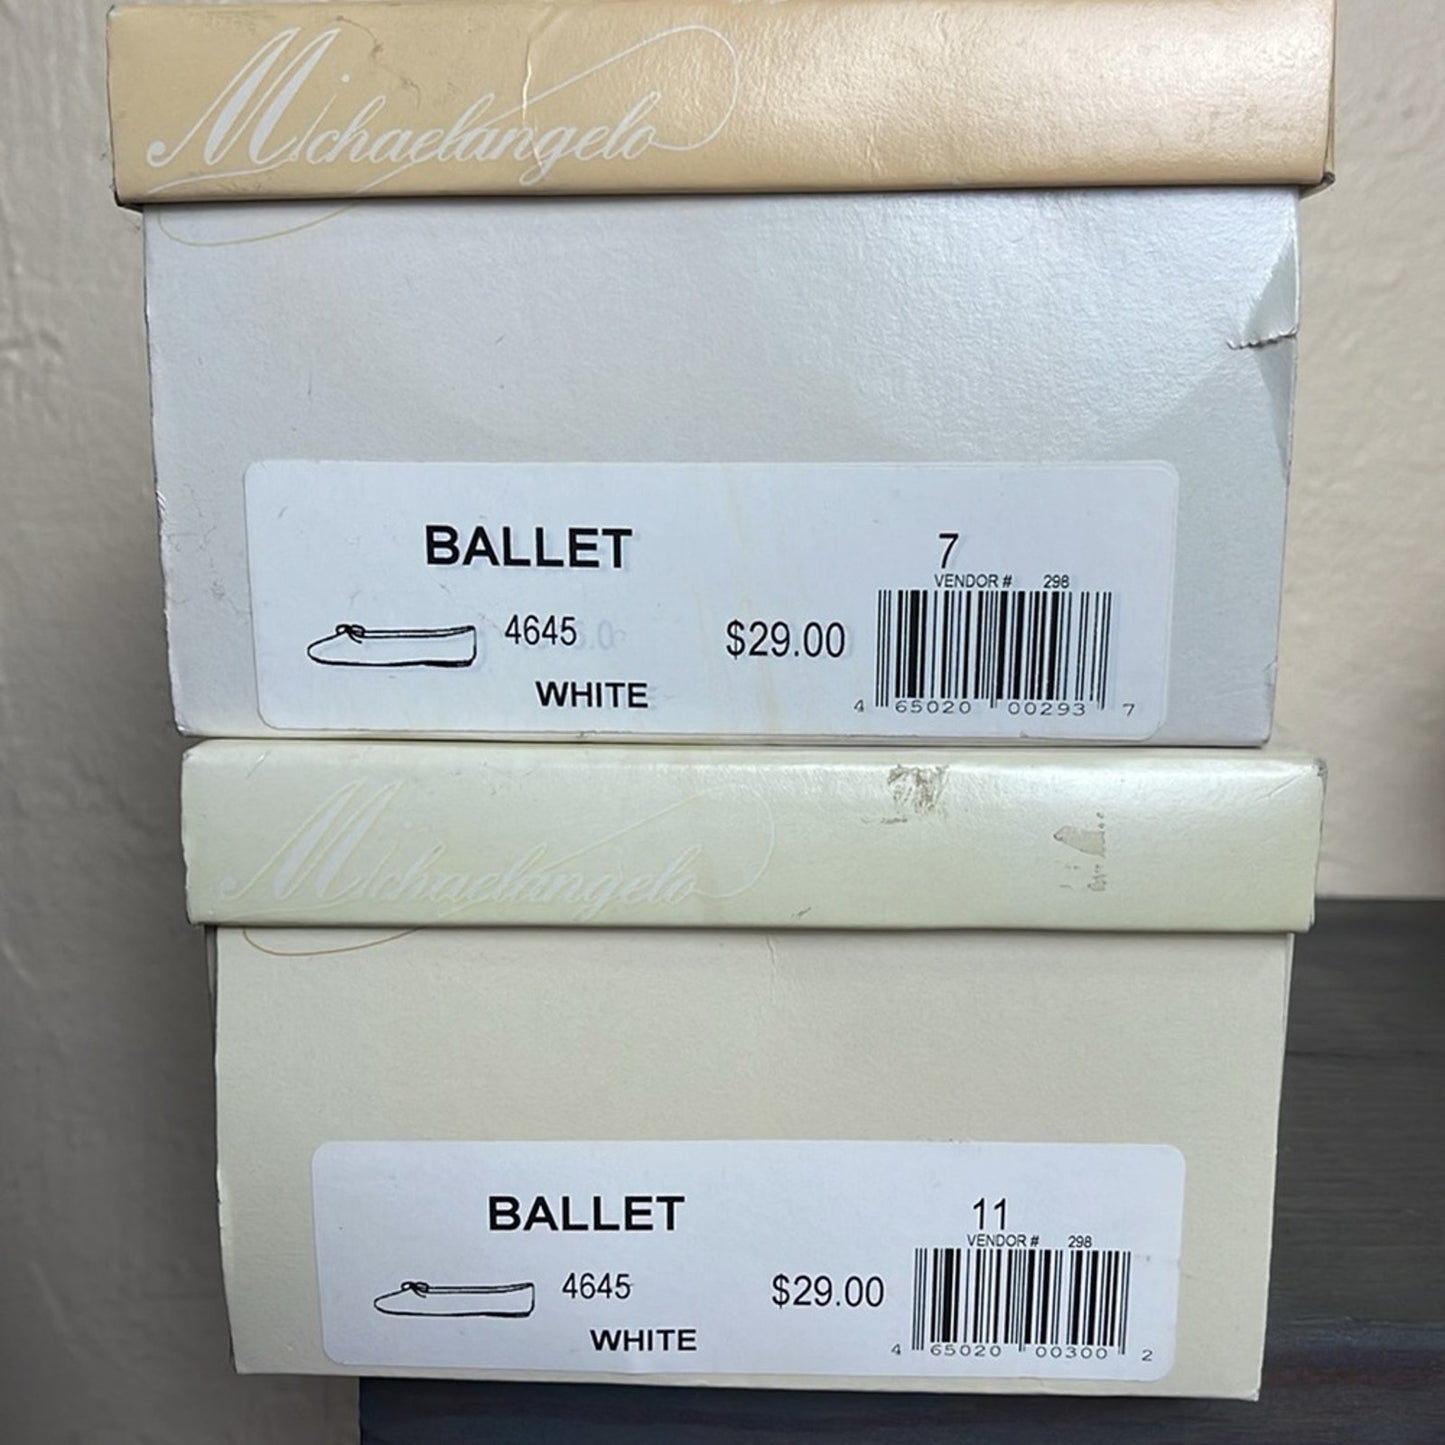 Michaelangelo
BALLET
7
VENDOR # 298
4645
$29.00
WHITE
4 65020 00293 7
Michaelangelo
BALLET
11
VENDOR # 298
4645
$29.00
WHITE
4 65020 00300 2